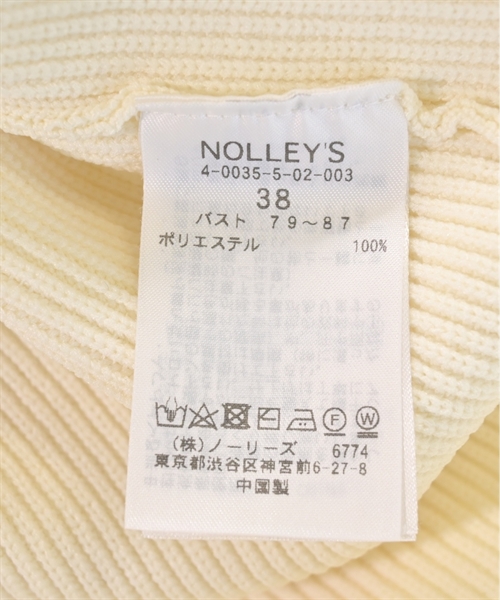 NOLLEY'S
4-0035-5-02-003
38
バスト 79～87
ポリエステル 100%
F W
(株)ノーリーズ 6774
東京都渋谷区神宮前6-27-8
中国製